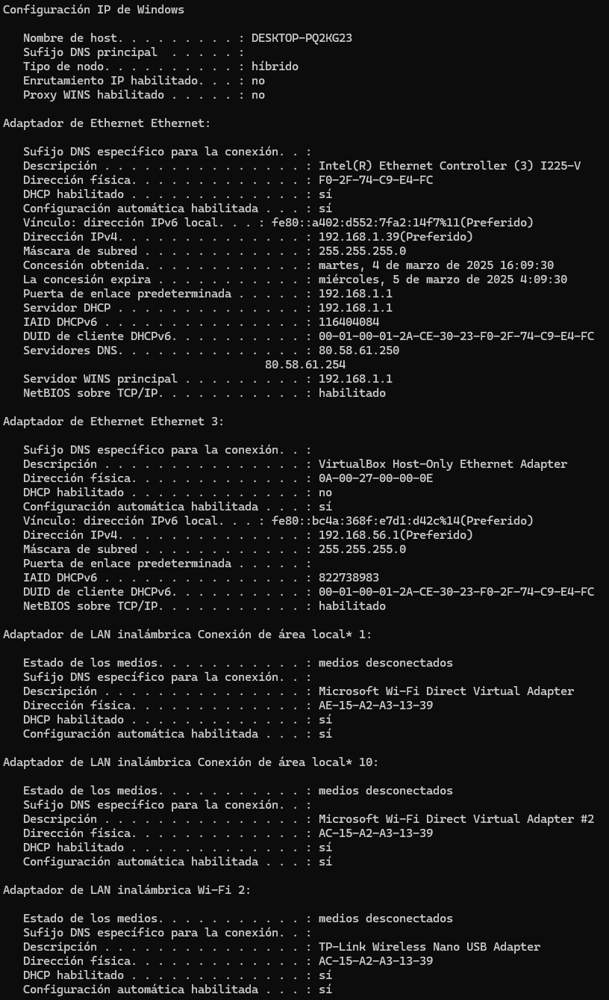 Configuración IP de Windows
Nombre de host. . . . . . . . . : DESKTOP-PQ2KG23
Sufijo DNS principal  . . . . . :
Tipo de nodo. . . . . . . . . . : híbrido
Enrutamiento IP habilitado. . . : no
Proxy WINS habilitado . . . . . : no
Adaptador de Ethernet Ethernet:
Sufijo DNS específico para la conexión. . :
Descripción . . . . . . . . . . . . . . . : Intel(R) Ethernet Controller (3) I225-V
Dirección física. . . . . . . . . . . . . : F0-2F-74-C9-E4-FC
DHCP habilitado . . . . . . . . . . . . . : sí
Configuración automática habilitada . . . : sí
Vínculo: dirección IPv6 local. . . : fe80::a402:d552:7fa2:14f7%11(Preferido)
Dirección IPv4. . . . . . . . . . . . . . : 192.168.1.39(Preferido)
Máscara de subred . . . . . . . . . . . . : 255.255.255.0
Concesión obtenida. . . . . . . . . . . . : martes, 4 de marzo de 2025 16:09:30
La concesión expira . . . . . . . . . . . : miércoles, 5 de marzo de 2025 4:09:30
Puerta de enlace predeterminada . . . . . : 192.168.1.1
Servidor DHCP . . . . . . . . . . . . . . : 192.168.1.1
IAID DHCPv6 . . . . . . . . . . . . . . . : 116404084
DUID de cliente DHCPv6. . . . . . . . . . : 00-01-00-01-2A-CE-30-23-F0-2F-74-C9-E4-FC
Servidores DNS. . . . . . . . . . . . . . : 80.58.61.250
80.58.61.254
Servidor WINS principal . . . . . . . . . : 192.168.1.1
NetBIOS sobre TCP/IP. . . . . . . . . . . : habilitado
Adaptador de Ethernet Ethernet 3:
Sufijo DNS específico para la conexión. . :
Descripción . . . . . . . . . . . . . . . : VirtualBox Host-Only Ethernet Adapter
Dirección física. . . . . . . . . . . . . : 0A-00-27-00-00-0E
DHCP habilitado . . . . . . . . . . . . . : no
Configuración automática habilitada . . . : sí
Vínculo: dirección IPv6 local. . . : fe80::bc4a:368f:e7d1:d42c%14(Preferido)
Dirección IPv4. . . . . . . . . . . . . . : 192.168.56.1(Preferido)
Máscara de subred . . . . . . . . . . . . : 255.255.255.0
Puerta de enlace predeterminada . . . . . :
IAID DHCPv6 . . . . . . . . . . . . . . . : 822738983
DUID de cliente DHCPv6. . . . . . . . . . : 00-01-00-01-2A-CE-30-23-F0-2F-74-C9-E4-FC
NetBIOS sobre TCP/IP. . . . . . . . . . . : habilitado
Adaptador de LAN inalámbrica Conexión de área local* 1:
Estado de los medios. . . . . . . . . . . : medios desconectados
Sufijo DNS específico para la conexión. . :
Descripción . . . . . . . . . . . . . . . : Microsoft Wi-Fi Direct Virtual Adapter
Dirección física. . . . . . . . . . . . . : AE-15-A2-A3-13-39
DHCP habilitado . . . . . . . . . . . . . : sí
Configuración automática habilitada . . . : sí
Adaptador de LAN inalámbrica Conexión de área local* 10:
Estado de los medios. . . . . . . . . . . : medios desconectados
Sufijo DNS específico para la conexión. . :
Descripción . . . . . . . . . . . . . . . : Microsoft Wi-Fi Direct Virtual Adapter #2
Dirección física. . . . . . . . . . . . . : AC-15-A2-A3-13-39
DHCP habilitado . . . . . . . . . . . . . : sí
Configuración automática habilitada . . . : sí
Adaptador de LAN inalámbrica Wi-Fi 2:
Estado de los medios. . . . . . . . . . . : medios desconectados
Sufijo DNS específico para la conexión. . :
Descripción . . . . . . . . . . . . . . . : TP-Link Wireless Nano USB Adapter
Dirección física. . . . . . . . . . . . . : AC-15-A2-A3-13-39
DHCP habilitado . . . . . . . . . . . . . : sí
Configuración automática habilitada . . . : sí